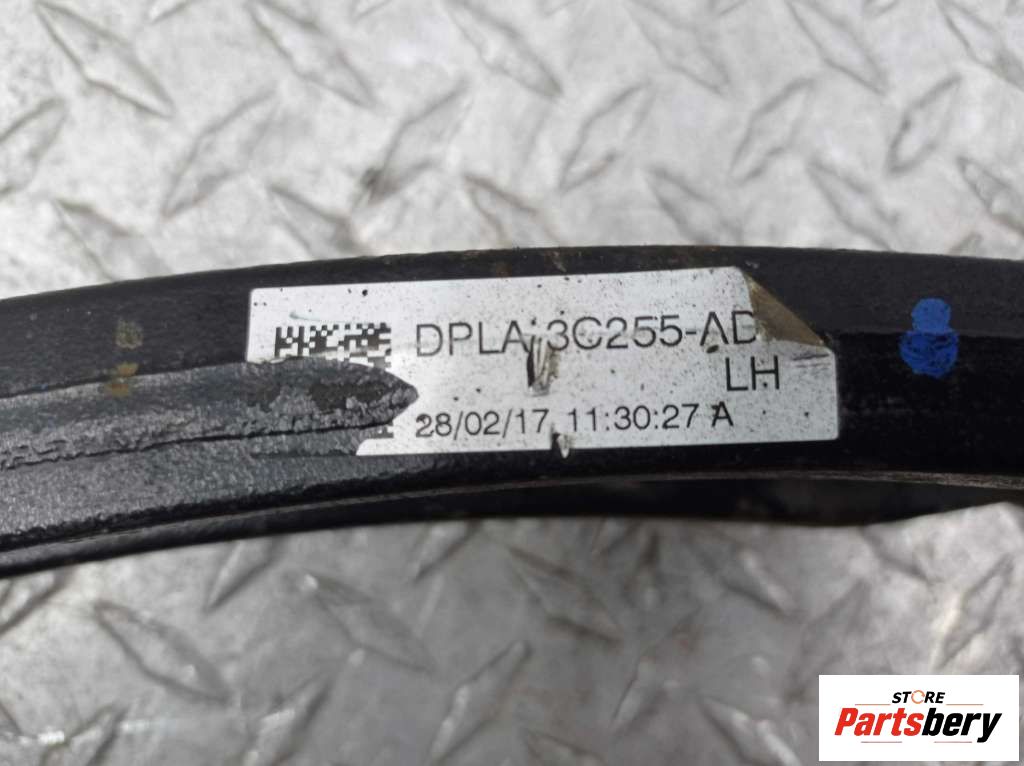 DPLA 3C255-AD
LH
28/02/17 11:30:27 A
STORE
Partsbery